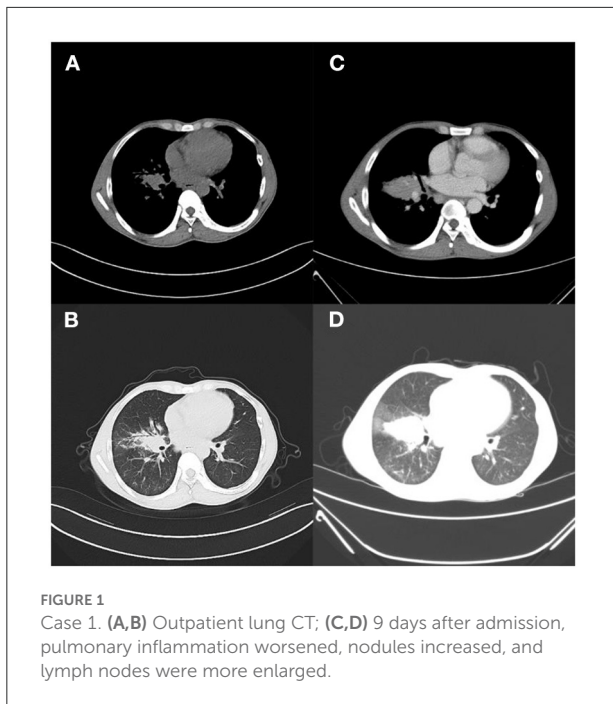 A
C
B
D
FIGURE 1
Case 1. (A,B) Outpatient lung CT; (C,D) 9 days after admission,
pulmonary inflammation worsened, nodules increased, and
lymph nodes were more enlarged.